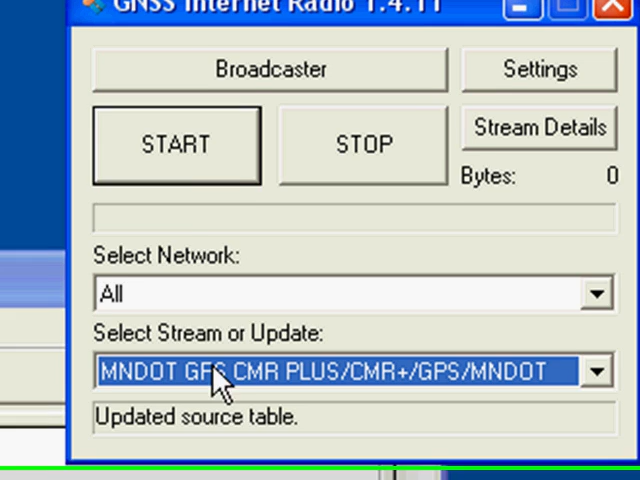 GNSS Internet Radio 1.4.11
Broadcaster
Settings
START
STOP
Stream Details
Bytes: 0
Select Network:
All
Select Stream or Update:
MNDOT GPS CMR PLUS/CMR+/GPS/MNDOT
Updated source table.